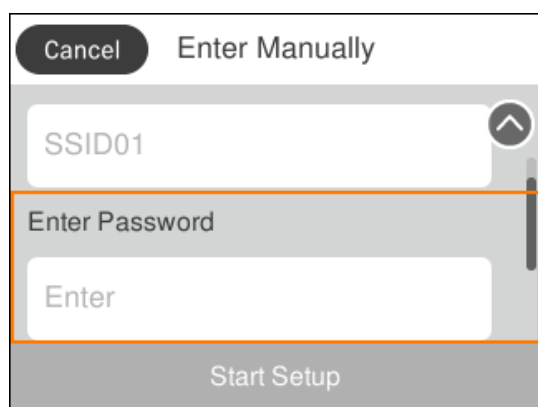 Cancel Enter Manually
SSID01
Enter Password
Enter
Start Setup